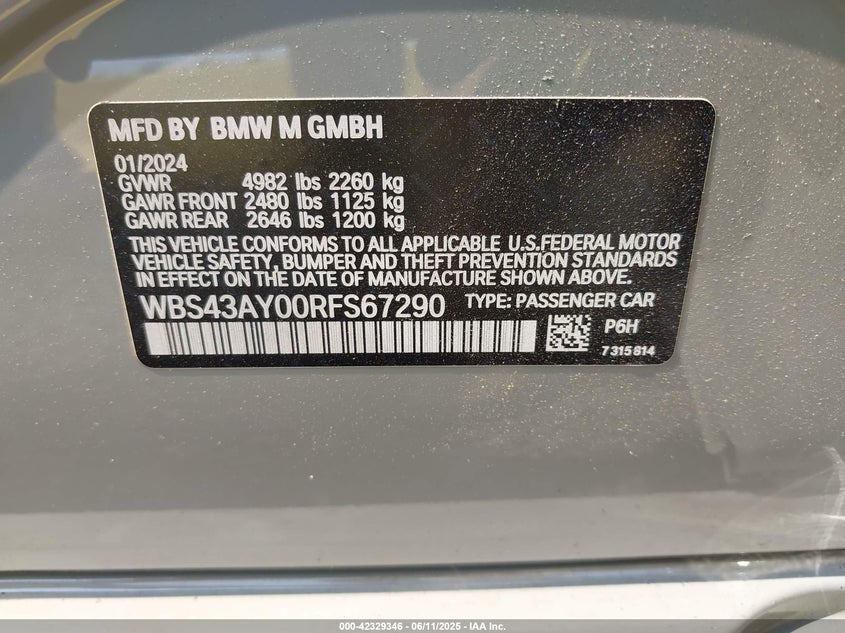 MFD BY BMW M GMBH
01/2024
GVWR 4982 lbs 2260 kg
GAWR FRONT 2480 lbs 1125 kg
GAWR REAR 2646 lbs 1200 kg
THIS VEHICLE CONFORMS TO ALL APPLICABLE U.S.FEDERAL MOTOR
VEHICLE SAFETY, BUMPER AND THEFT PREVENTION STANDARDS
IN EFFECT ON THE DATE OF MANUFACTURE SHOWN ABOVE.
WBS43AY00RFS67290 TYPE: PASSENGER CAR
P6H
7315814
000-42329346 - 06/11/2025 - IAA Inc.